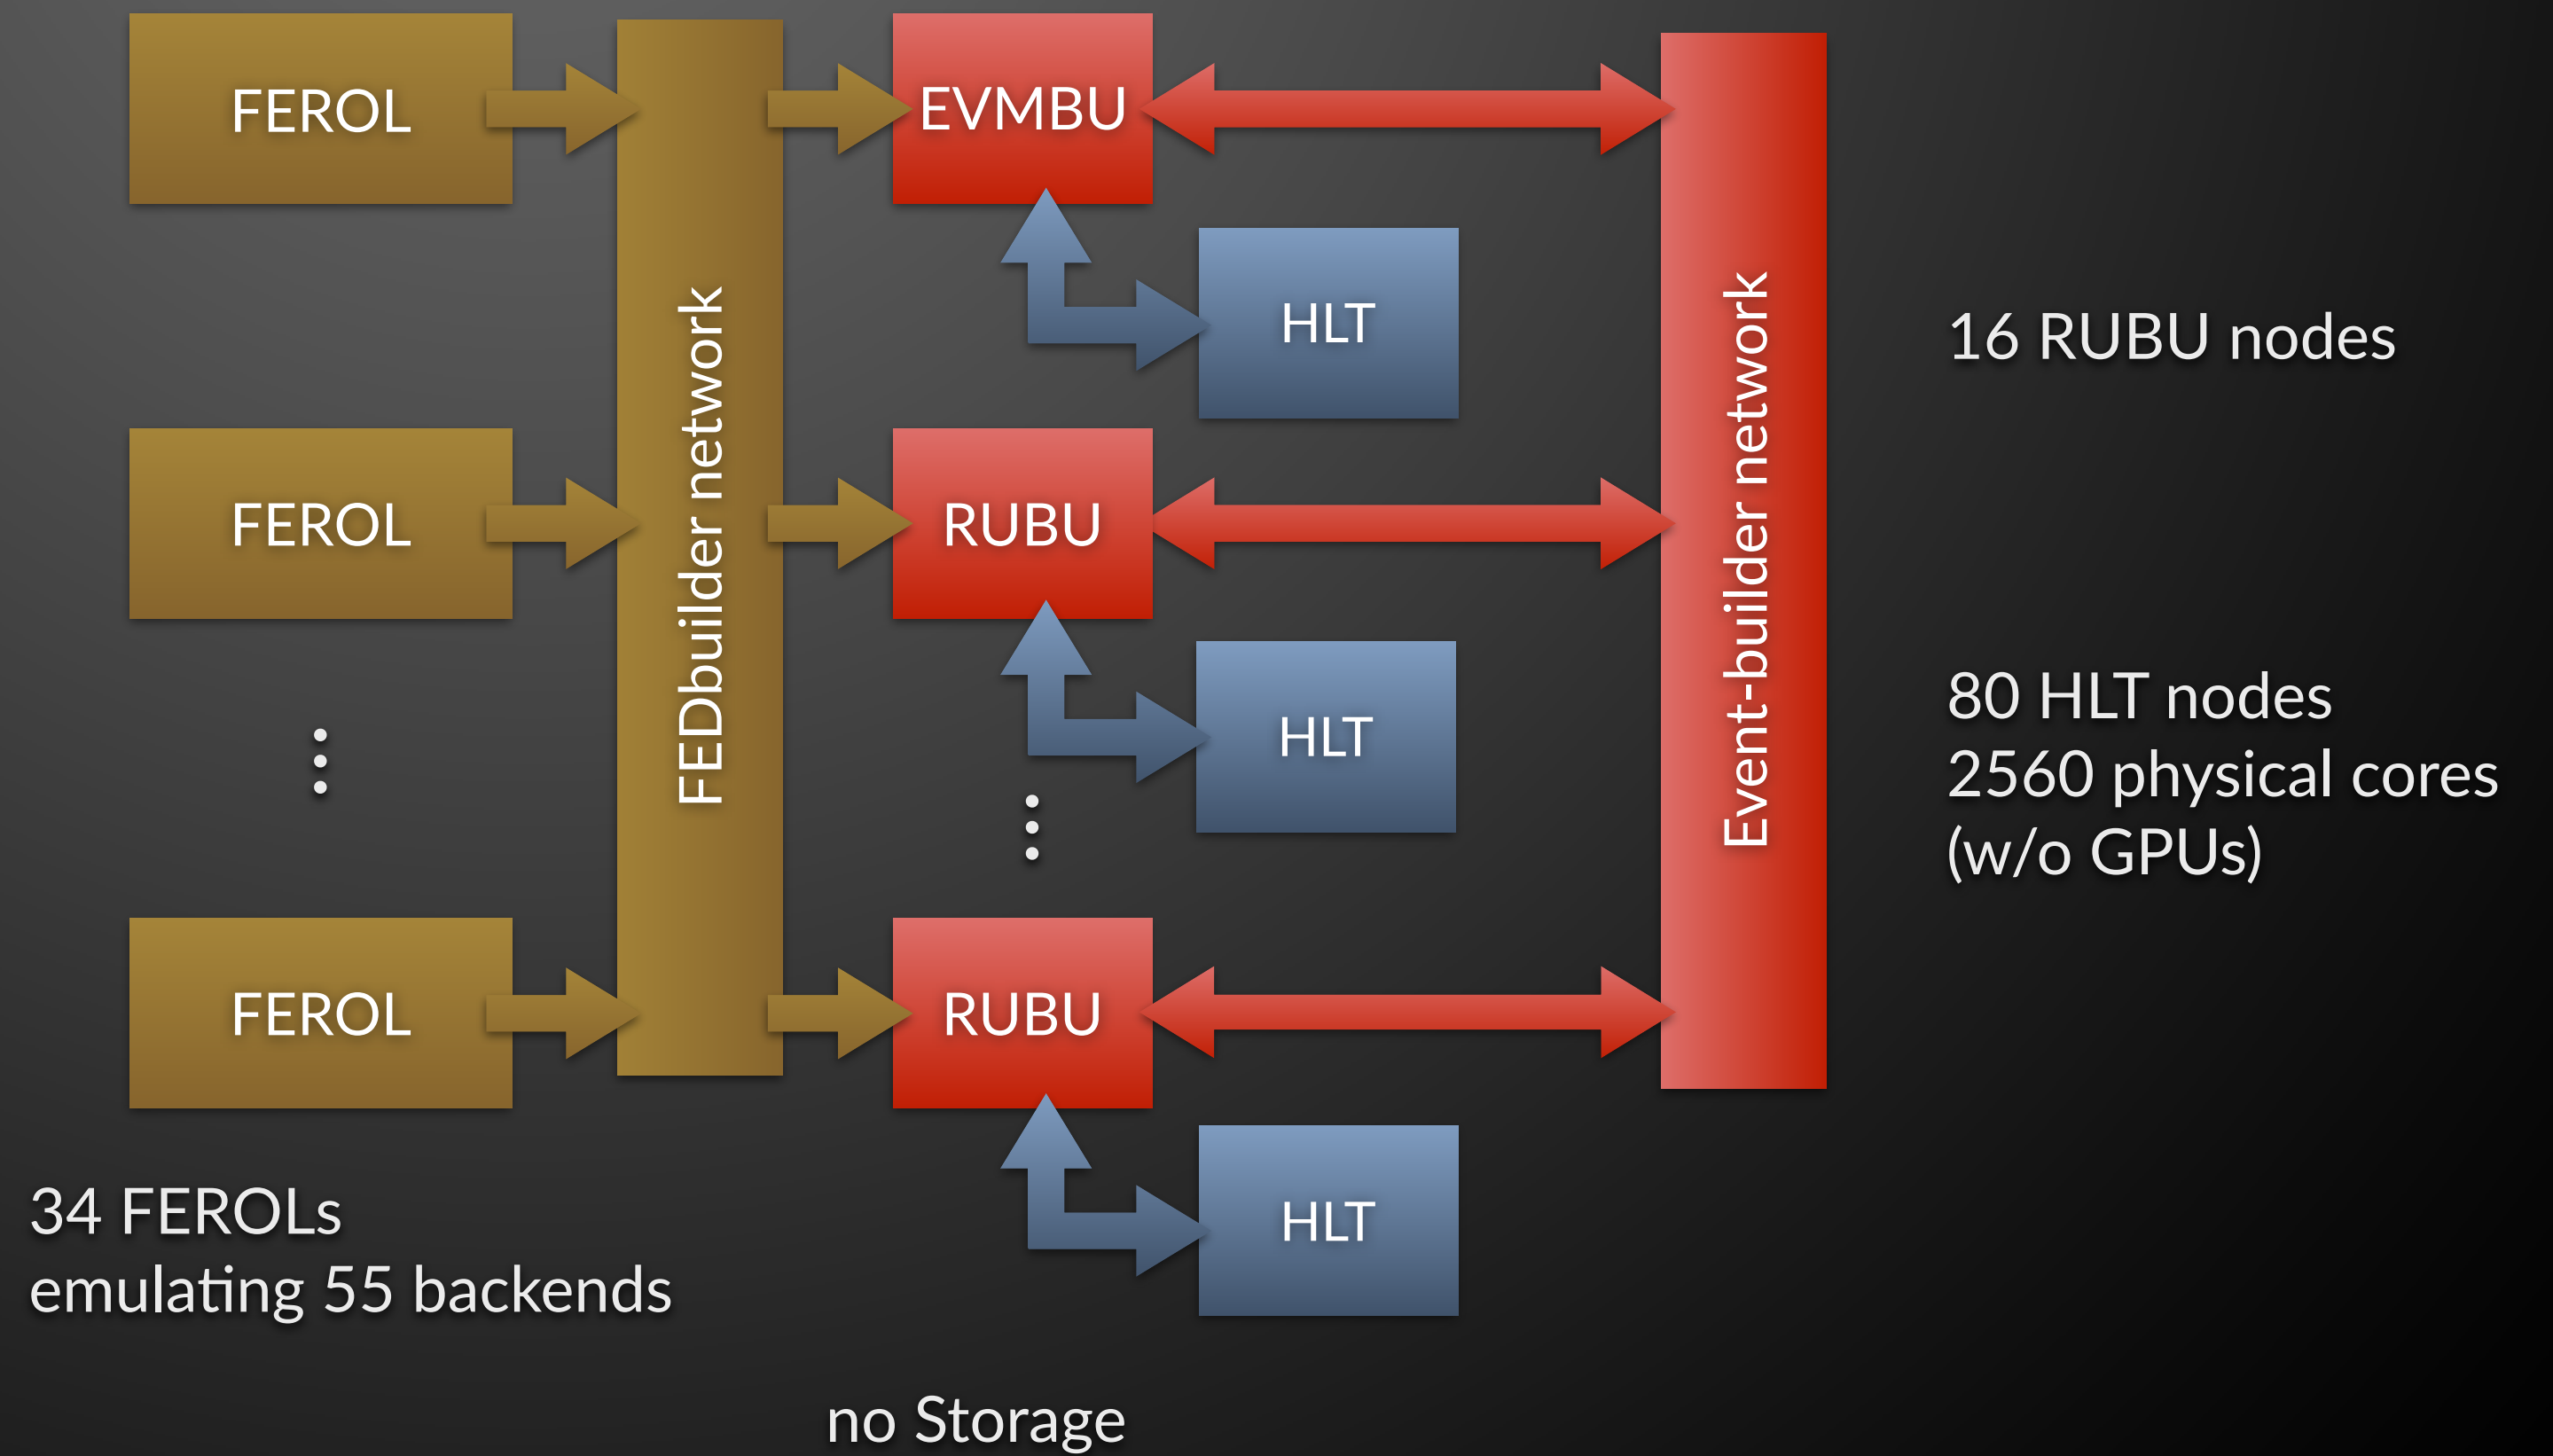 FEROL
EVMBU
HLT
FEDbuilder network
Event-builder network
16 RUBU nodes
FEROL
RUBU
HLT
80 HLT nodes
2560 physical cores
(w/o GPUs)
FEROL
RUBU
HLT
34 FEROLs
emulating 55 backends
no Storage